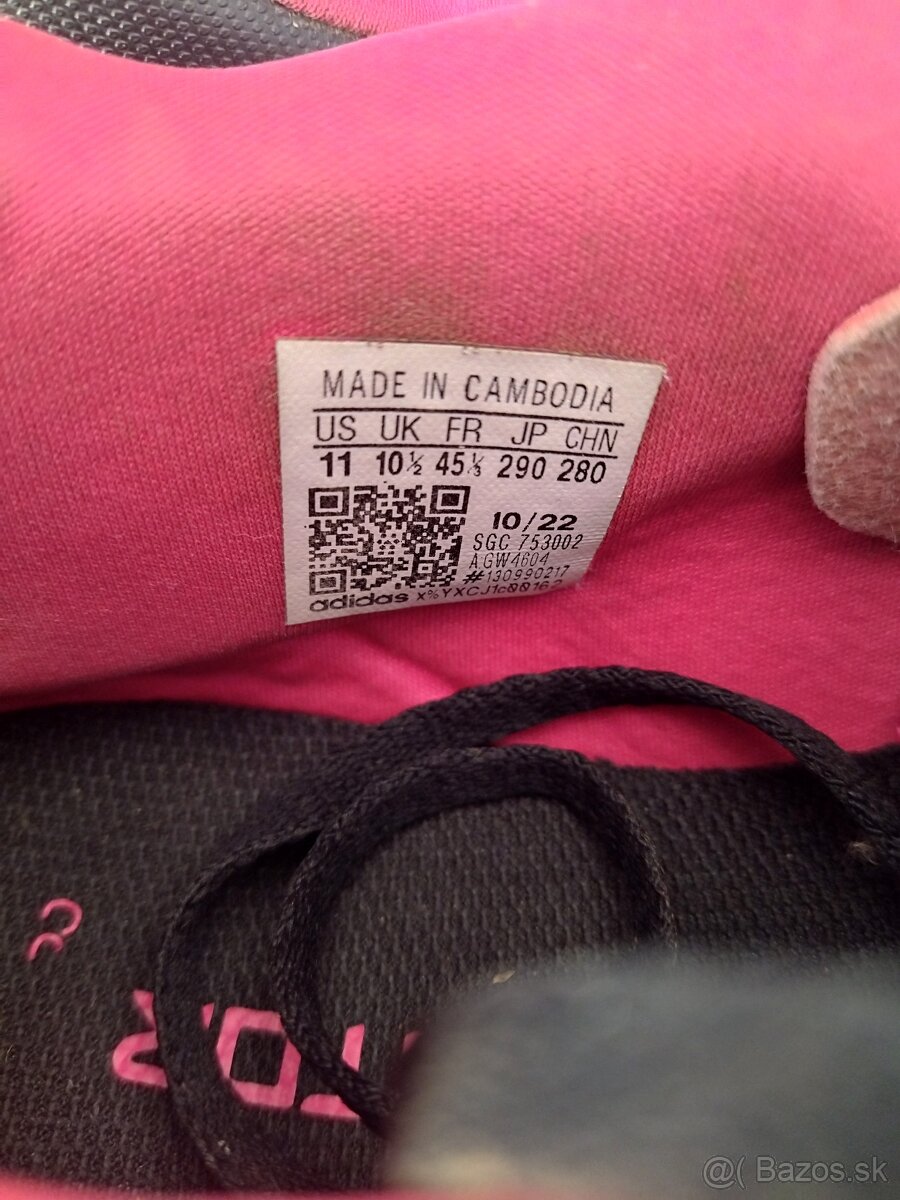 MADE IN CAMBODIA
US UK FR JP CHN
11 10½ 45⅓ 290 280
10/22
SGC 753002
AGW4604
#130990217
adidas
@( Bazos.sk